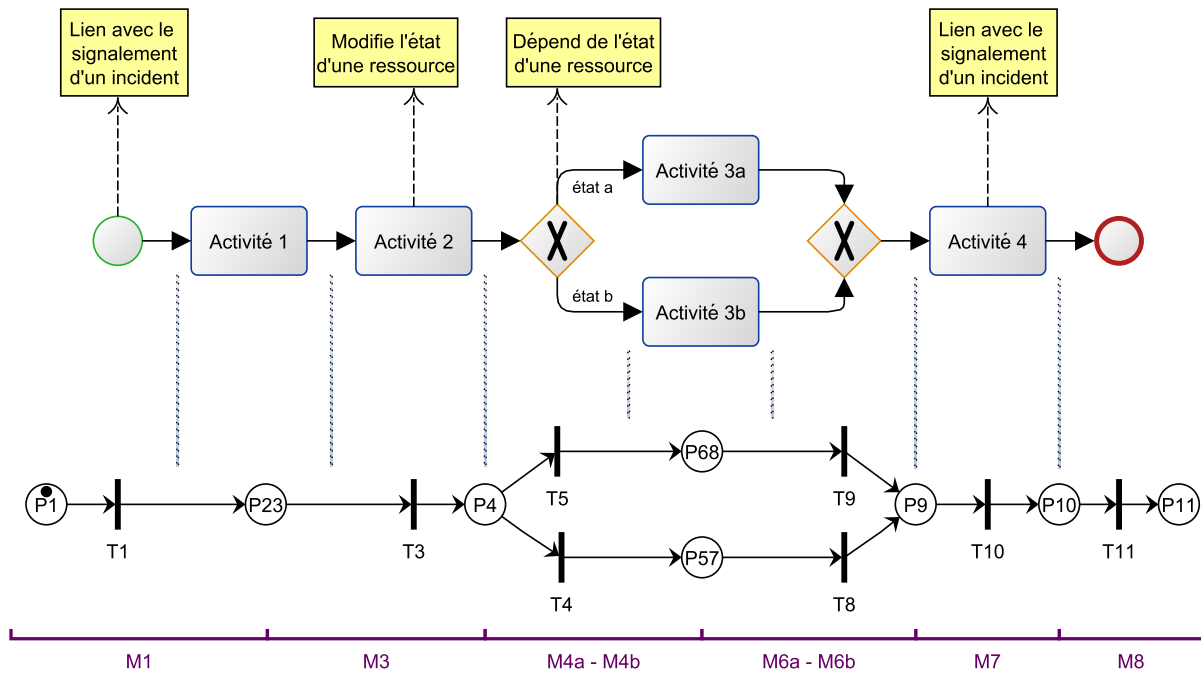 Lien avec le
signalement
d'un incident
Modifie l'état
d'une ressource
Dépend de l'état
d'une ressource
Lien avec le
signalement
d'un incident
Activité 1
Activité 2
état a
état b
X
Activité 3a
Activité 3b
X
Activité 4
P1
T1
P23
T3
P4
T5
T4
P68
P57
T9
T8
P9
T10
P10
T11
P11
M1
M3
M4a - M4b
M6a - M6b
M7
M8